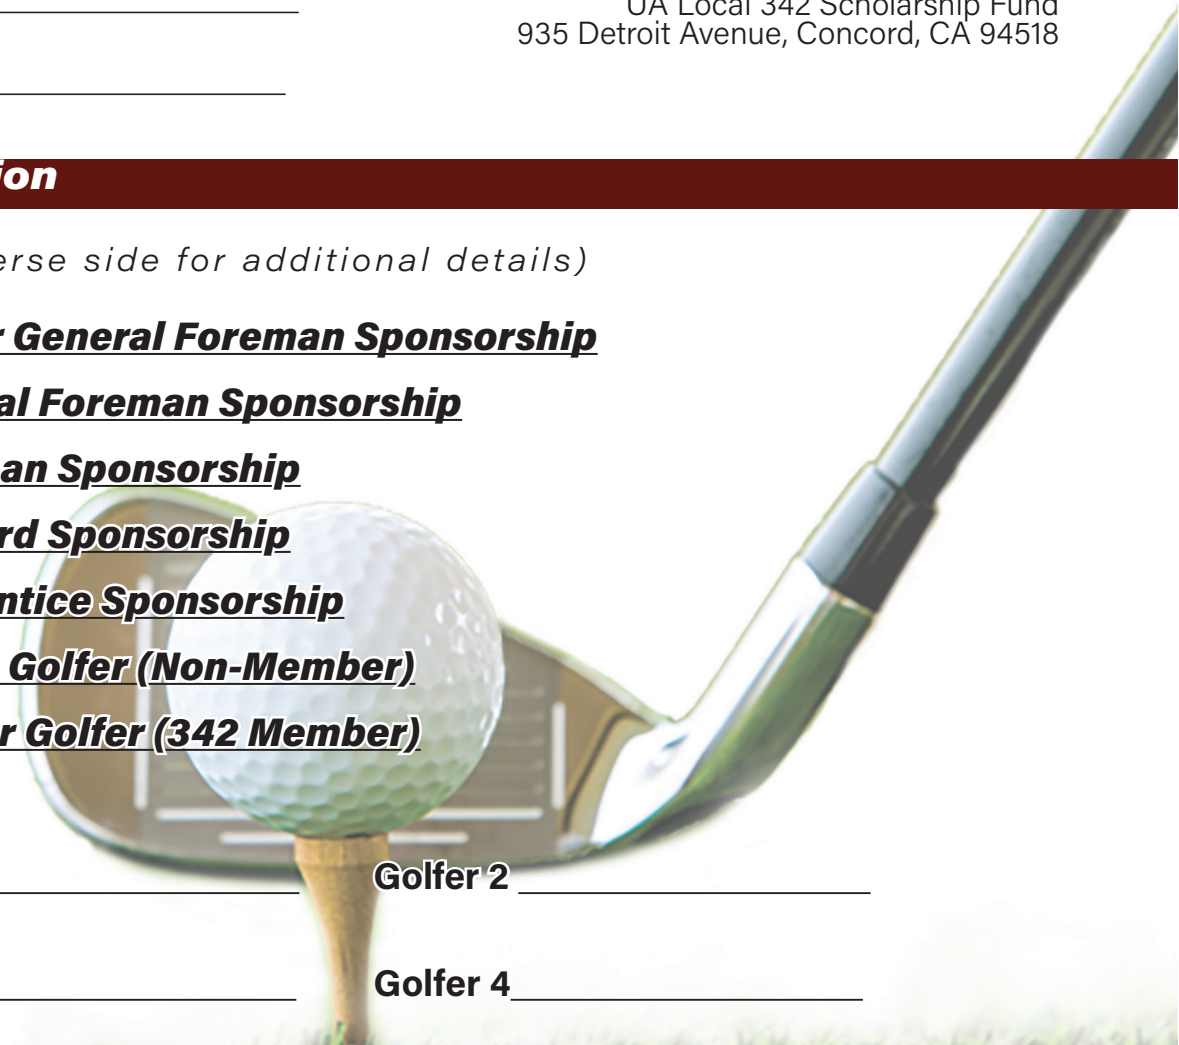 UA Local 342 Scholarship Fund
935 Detroit Avenue, Concord, CA 94518
ion
erse side for additional details)
r General Foreman Sponsorship
al Foreman Sponsorship
an Sponsorship
rd Sponsorship
ntice Sponsorship
Golfer (Non-Member)
r Golfer (342 Member)
Golfer 2
Golfer 4